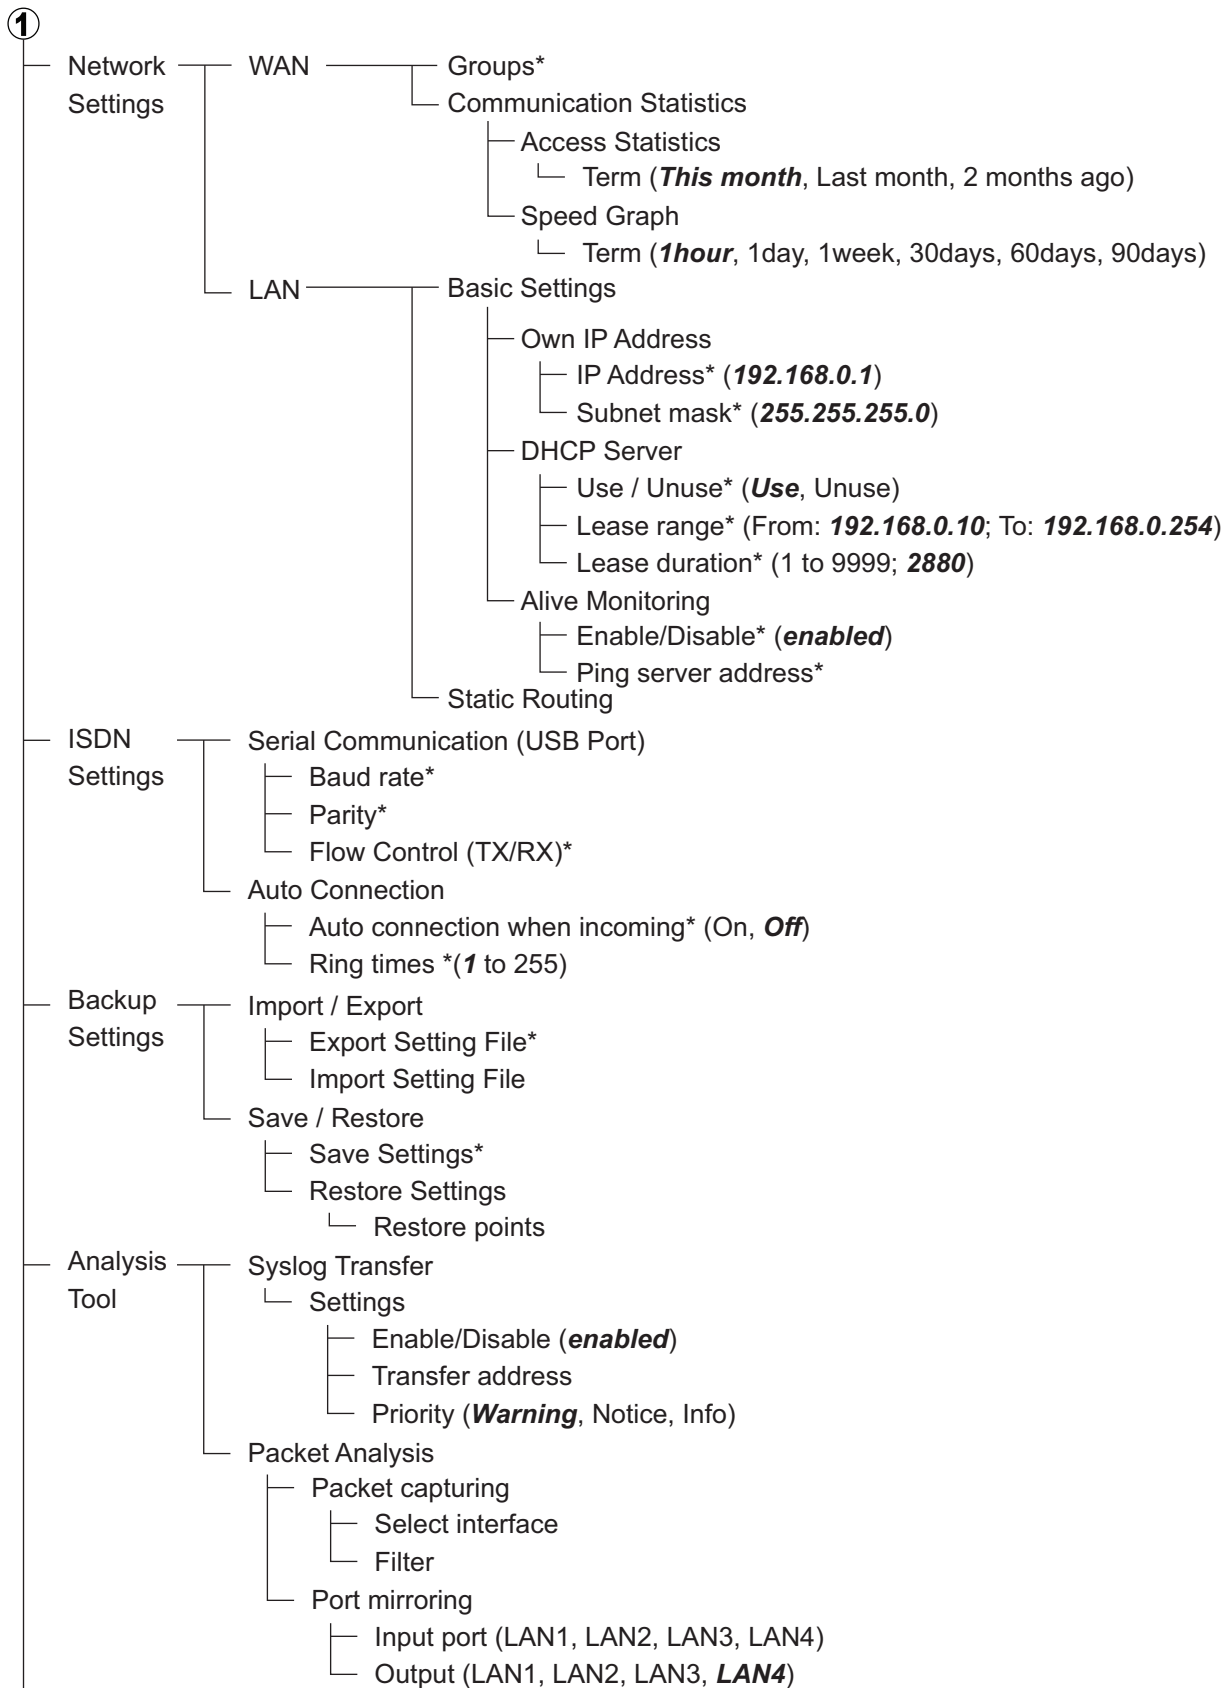 1
Network Settings
WAN
Groups*
Communication Statistics
Access Statistics
Term (This month, Last month, 2 months ago)
Speed Graph
Term (1hour, 1day, 1week, 30days, 60days, 90days)
LAN
Basic Settings
Own IP Address
IP Address* (192.168.0.1)
Subnet mask* (255.255.255.0)
DHCP Server
Use / Unuse* (Use, Unuse)
Lease range* (From: 192.168.0.10; To: 192.168.0.254)
Lease duration* (1 to 9999; 2880)
Alive Monitoring
Enable/Disable* (enabled)
Ping server address*
Static Routing
ISDN
Settings
Serial Communication (USB Port)
Baud rate*
Parity*
Flow Control (TX/RX)*
Auto Connection
Auto connection when incoming* (On, Off)
Ring times *(1 to 255)
Backup
Settings
Import / Export
Export Setting File*
Import Setting File
Save / Restore
Save Settings*
Restore Settings
Restore points
Analysis
Tool
Syslog Transfer
Settings
Enable/Disable (enabled)
Transfer address
Priority (Warning, Notice, Info)
Packet Analysis
Packet capturing
Select interface
Filter
Port mirroring
Input port (LAN1, LAN2, LAN3, LAN4)
Output (LAN1, LAN2, LAN3, LAN4)